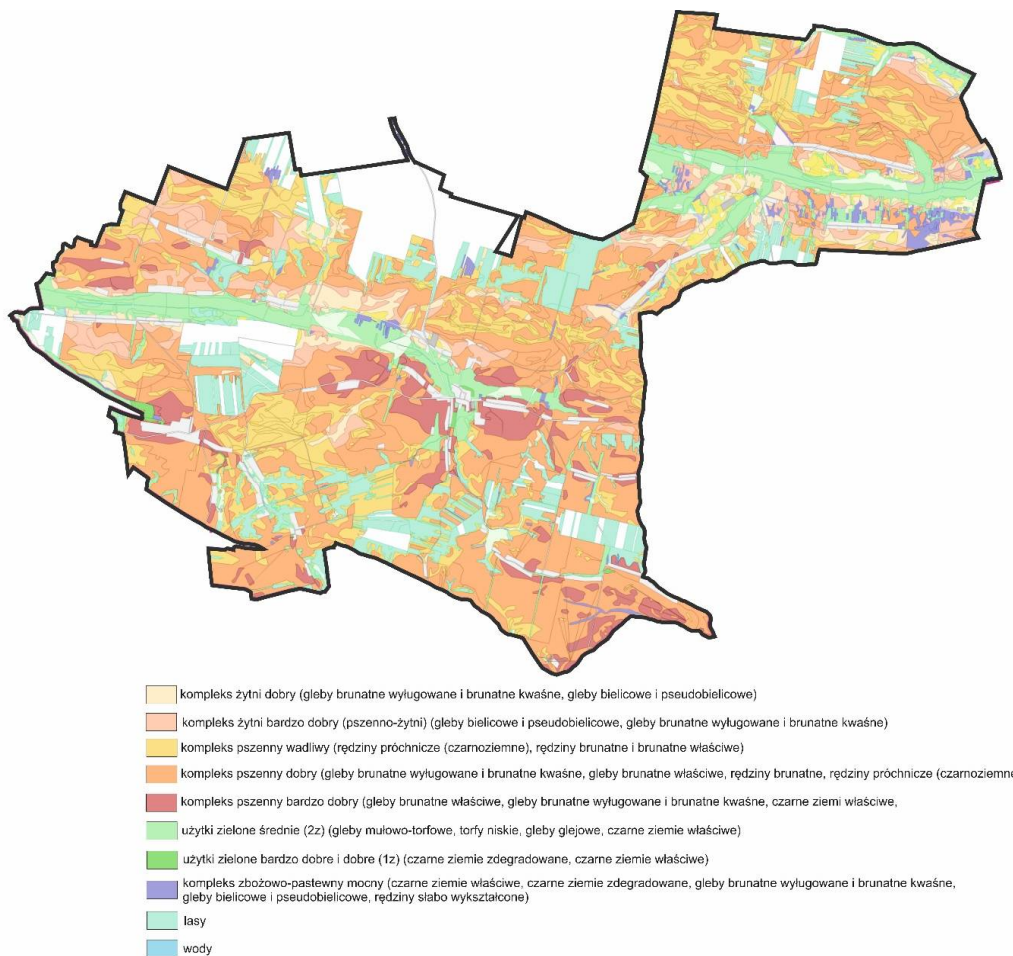 kompleks żytni dobry (gleby brunatne wyługowane i brunatne kwaśne, gleby bielicowe i pseudobielicowe)
kompleks żytni bardzo dobry (pszenno-żytni) (gleby bielicowe i pseudobielicowe, gleby brunatne wyługowane i brunatne kwaśne)
kompleks pszenny wadliwy (rędziny próchnicze (czarnoziemne), rędziny brunatne i brunatne właściwe)
kompleks pszenny dobry (gleby brunatne wyługowane i brunatne kwaśne, gleby brunatne właściwe, rędziny brunatne, rędziny próchnicze (czarnoziemne
kompleks pszenny bardzo dobry (gleby brunatne właściwe, gleby brunatne wyługowane i brunatne kwaśne, czarne ziemi właściwe,
użytki zielone średnie (2z) (gleby mułowo-torfowe, torfy niskie, gleby glejowe, czarne ziemie właściwe)
użytki zielone bardzo dobre i dobre (1z) (czarne ziemie zdegradowane, czarne ziemie właściwe)
kompleks zbożowo-pastewny mocny (czarne ziemie właściwe, czarne ziemie zdegradowane, gleby brunatne wyługowane i brunatne kwaśne,
gleby bielicowe i pseudobielicowe, rędziny słabo wykształcone)
lasy
wody